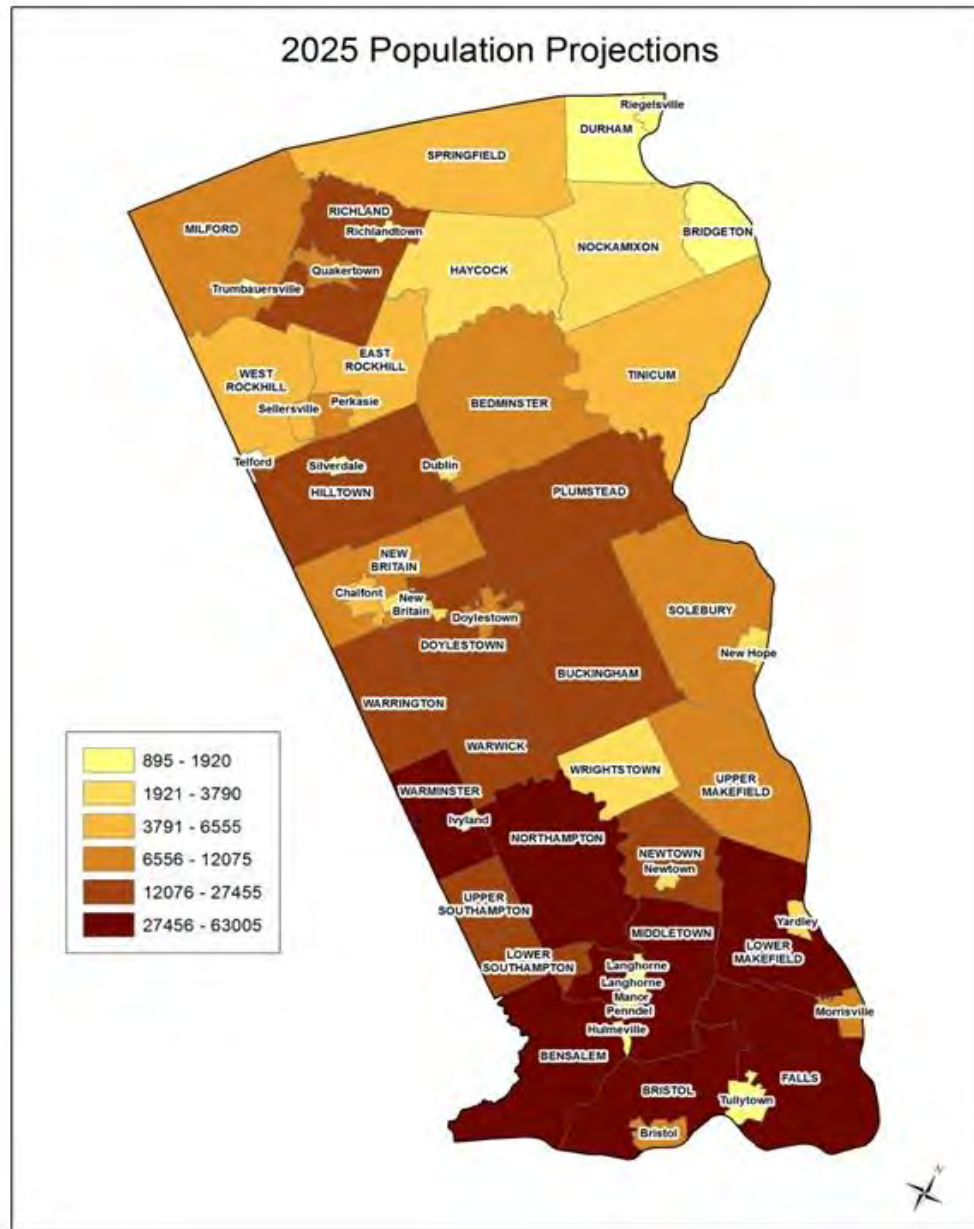 2025 Population Projections
Riegelsville
DURHAM
SPRINGFIELD
RICHLAND
Richlandtown
MILFORD
BRIDGETON
NOCKAMIXON
HAYCOCK
Quakertown
Trumbauersville
EAST
ROCKHILL
WEST
ROCKHILL
TINICUM
Sellersville
Perkasie
BEDMINSTER
Telford
Silverdale
Dublin
HILLTOWN
PLUMSTEAD
NEW
BRITAIN
Chalfont
New
Britain
Doylestown
DOYLESTOWN
SOLEBURY
New Hope
BUCKINGHAM
WARRINGTON
WARWICK
WRIGHTSTOWN
UPPER
MAKEFIELD
WARMINSTER
Ivyland
NORTHAMPTON
NEWTOWN
Newtown
UPPER
SOUTHAMPTON
Yardley
MIDDLETOWN
LOWER
MAKEFIELD
LOWER
SOUTHAMPTON
Langhorne
Langhorne
Manor
Penndel
Morrisville
Hulmeville
BENSALEM
FALLS
BRISTOL
Tullytown
Bristol
895 - 1920
1921 - 3790
3791 - 6555
6556 - 12075
12076 - 27455
27456 - 63005
N